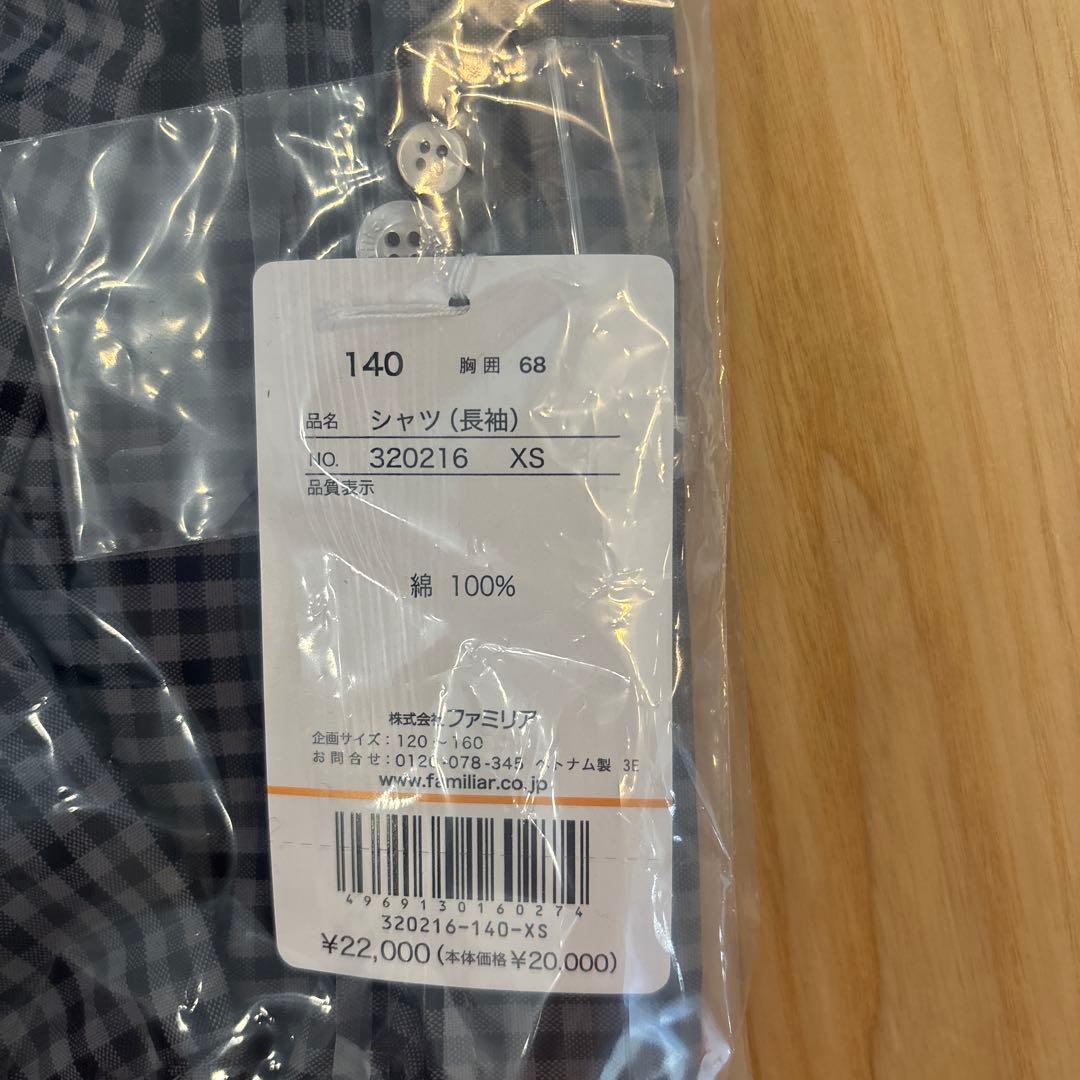 140 胸囲 68
品名 シャツ(長袖)
NO. 320216 XS
品質表示
綿 100%
株式会社ファミリア
企画サイズ:120~160
お問合せ:0120-078-345 ベトナム製 3E
www.familiar.co.jp
4969130160274
320216-140-XS
¥22,000(本体価格¥20,000)